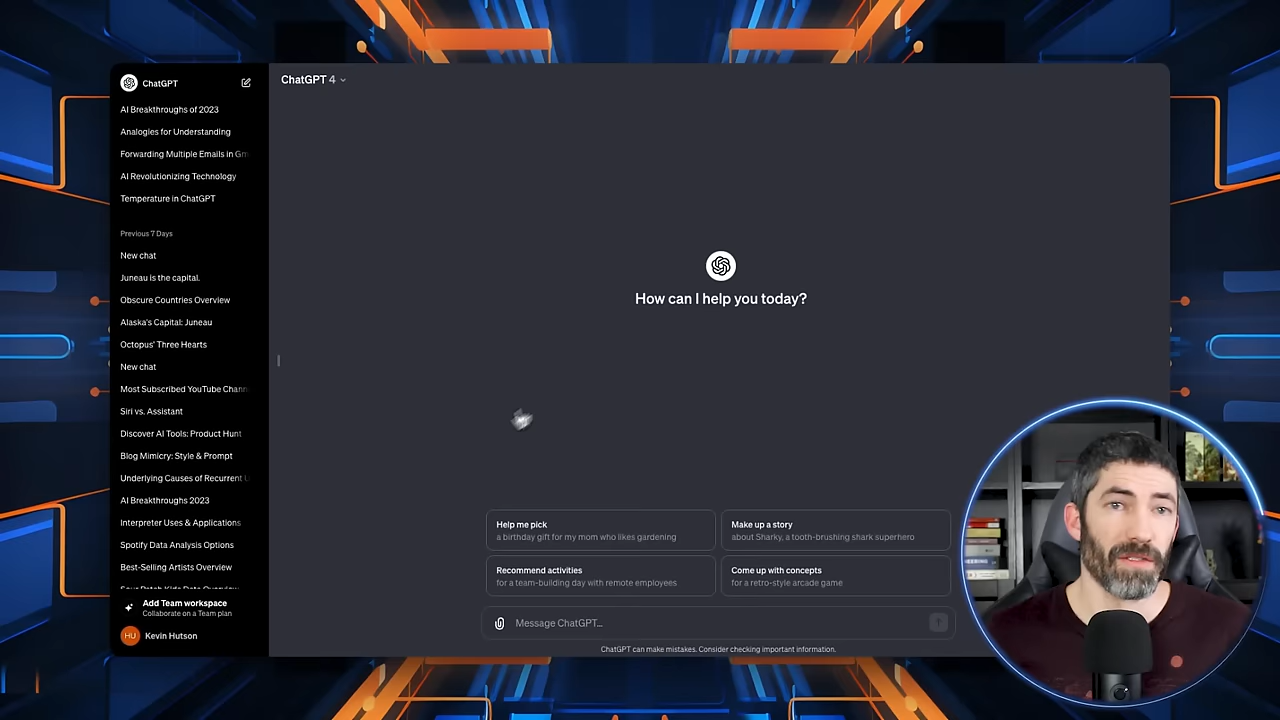 ChatGPT
AI Breakthroughs of 2023
Analogies for Understanding
Forwarding Multiple Emails in
AI Revolutionizing Technology
Temperature in ChatGPT
Previous 7 Days
New chat
Juneau is the capital.
Obscure Countries Overview
Alaska's Capital: Juneau
Octopus' Three Hearts
New chat
Most Subscribed YouTube
Siri vs. Assistant
Discover AI Tools: Product Hunt
Blog Mimicry: Style & Prompt
Underlying Causes of Recurrent
AI Breakthroughs 2023
Interpreter Uses & Applications
Spotify Data Analysis Options
Best-Selling Artists Overview
Add Team workspace
Collaborate on a Team plan
HU Kevin Hutson
ChatGPT 4
How can I help you today?
Help me pick
a birthday gift for my mom who likes gardening
Make up a story
about Sharky, a tooth-brushing shark superhero
Recommend activities
for a team-building day with remote employees
Come up with concepts
for a retro-style arcade game
Message ChatGPT...
ChatGPT can make mistakes. Consider checking important information.